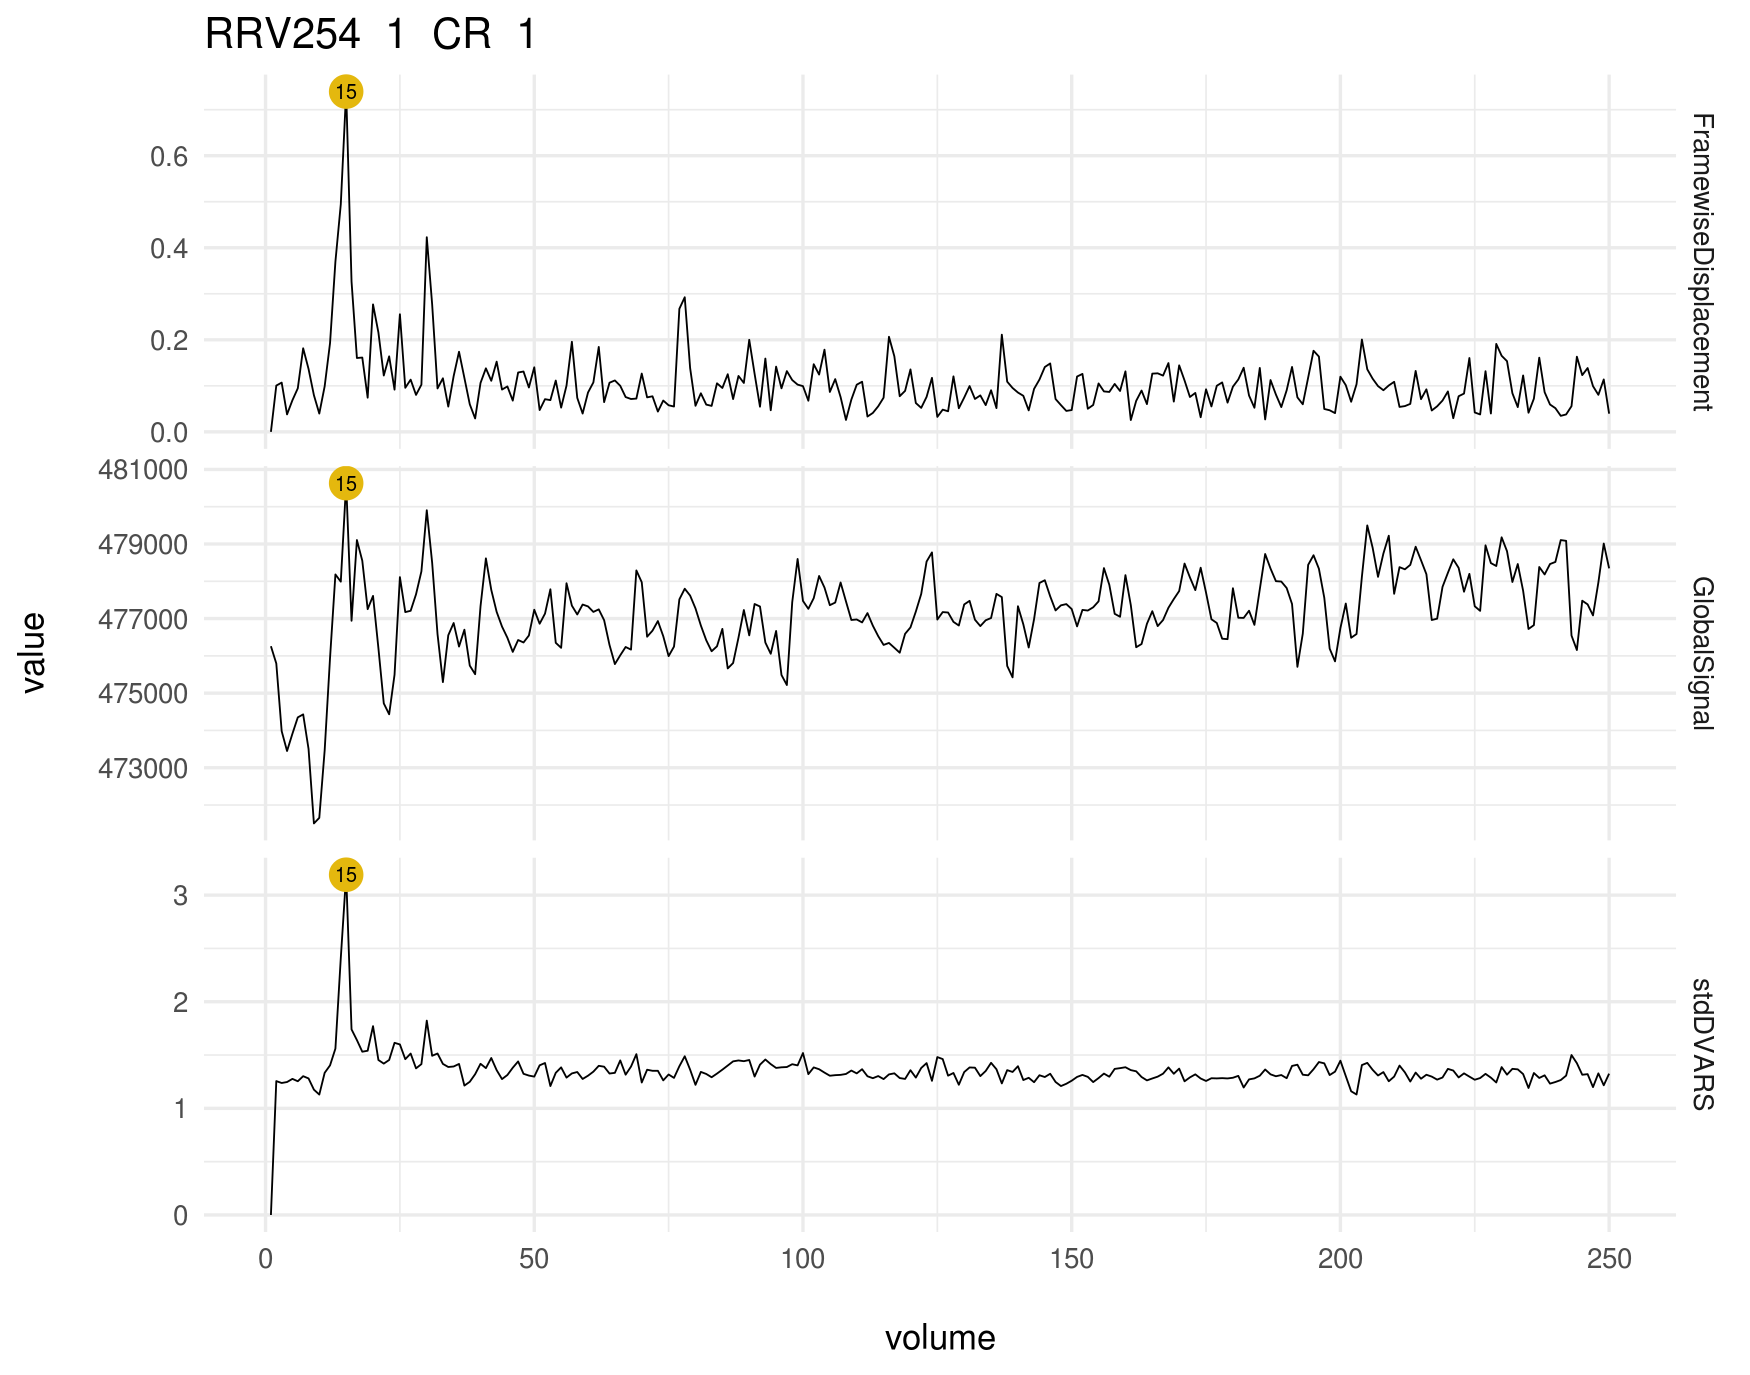 RRV254 1 CR 1
15
0.6
0.4
0.2
0.0
FramewiseDisplacement
481000
15
479000
477000
475000
473000
GlobalSignal
value
15
3
2
1
0
stdDVARS
0 50 100 150 200 250
volume